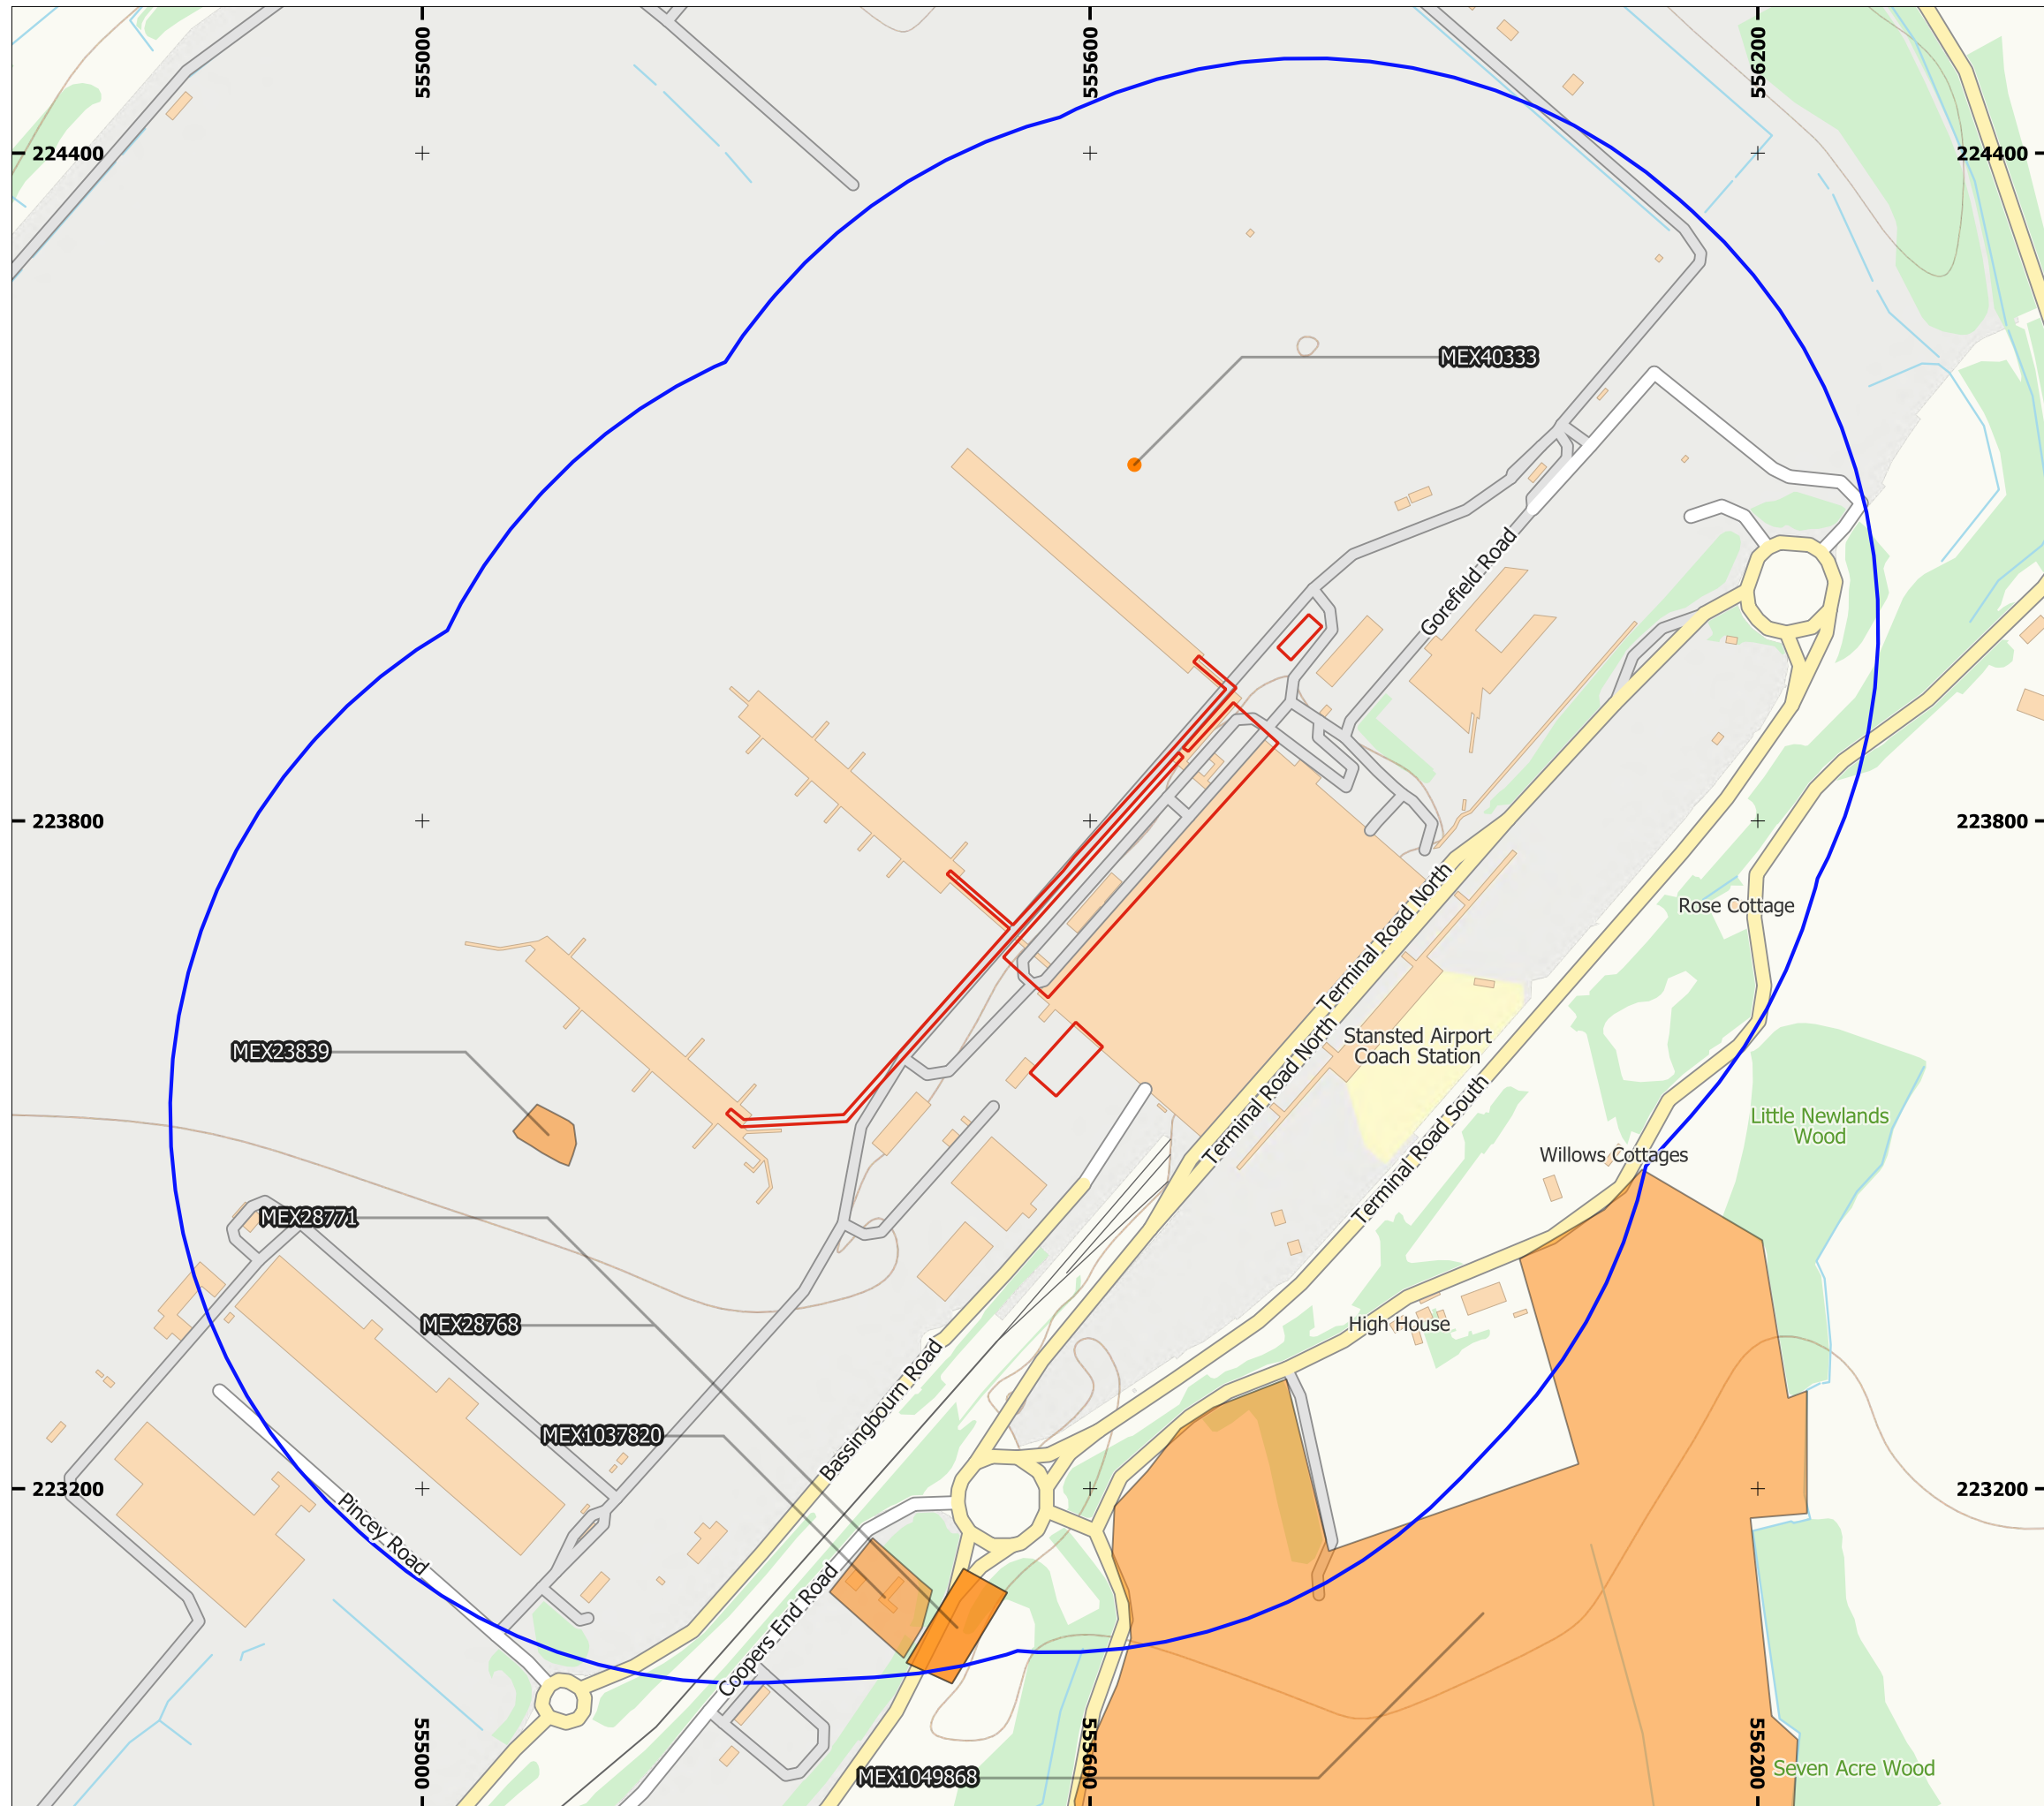 555000
555600
556200
224400
224400
MEX40333
Gorefield Road
223800
223800
Rose Cottage
Terminal Road North
Terminal Road North
Stansted Airport
Coach Station
MEX23839
Terminal Road South
Little Newlands
Wood
Willows Cottages
MEX28771
MEX28768
High House
MEX1037820
Bassingbourn Road
223200
223200
Pincey Road
Coopers End Road
MEX1049868
Seven Acre Wood
555000
555600
556200